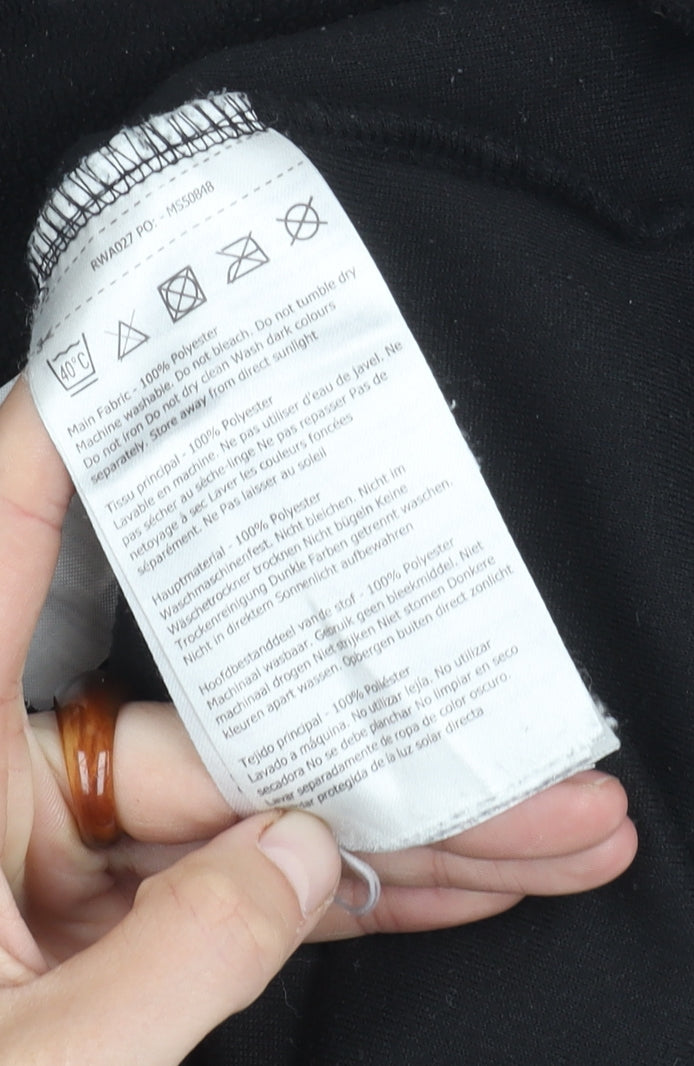 RWA027 PO: - MS50848
40°C
Main Fabric - 100% Polyester
Machine washable. Do not bleach. Do not tumble dry
Do not iron Do not dry clean Wash dark colours
separately. Store away from direct sunlight
Tissu principal - 100% Polyester
Lavable en machine. Ne pas utiliser d'eau de javel. Ne
pas sécher au sèche-linge Ne pas repasser Pas de
netoyage à sec Laver les couleurs foncées
séparément. Ne Pas laisser au soleil
Hauptmaterial - 100% Polyester
Waschmaschinenfest. Nicht bleichen. Nicht im
Wäschetrockner trocknen Nicht bügeln Keine
Trockenreinigung Dunkle Farben getrennt waschen.
Nicht in direktem Sonnenlicht aufbewahren
Hoofdbestanddeel vande stof - 100% Polyester
Machinaal wasbaar. Gebruik geen bleekmiddel. Niet
machinaal drogen Niet strijken Niet stomen Donkere
kleuren apart wassen. Opbergen buiten direct zonlicht
Tejido principal - 100% Poliéster
Lavado a máquina. No utilizar lejía. No utilizar
secadora No se debe planchar No limpiar en seco
Lavar separadamente de ropa de color oscuro.
protegida de la luz solar directa